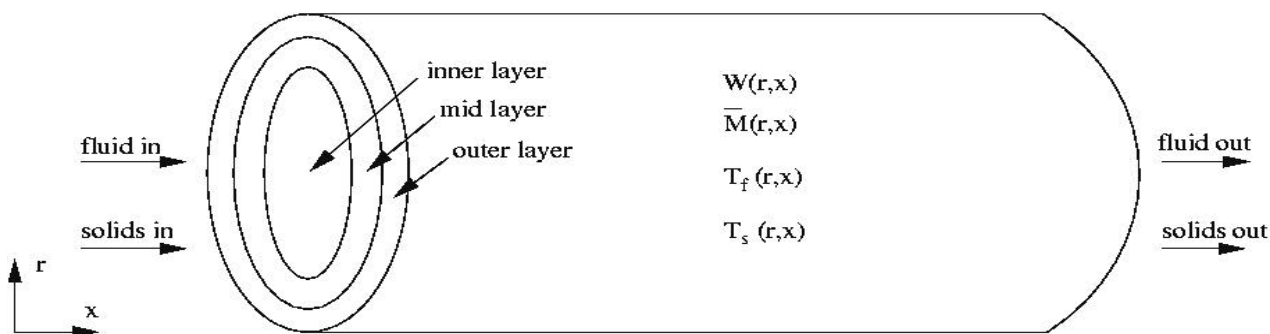 inner layer
mid layer
outer layer
fluid in
solids in
r
x
W(r,x)
M̅(r,x)
T_f (r,x)
T_s (r,x)
fluid out
solids out